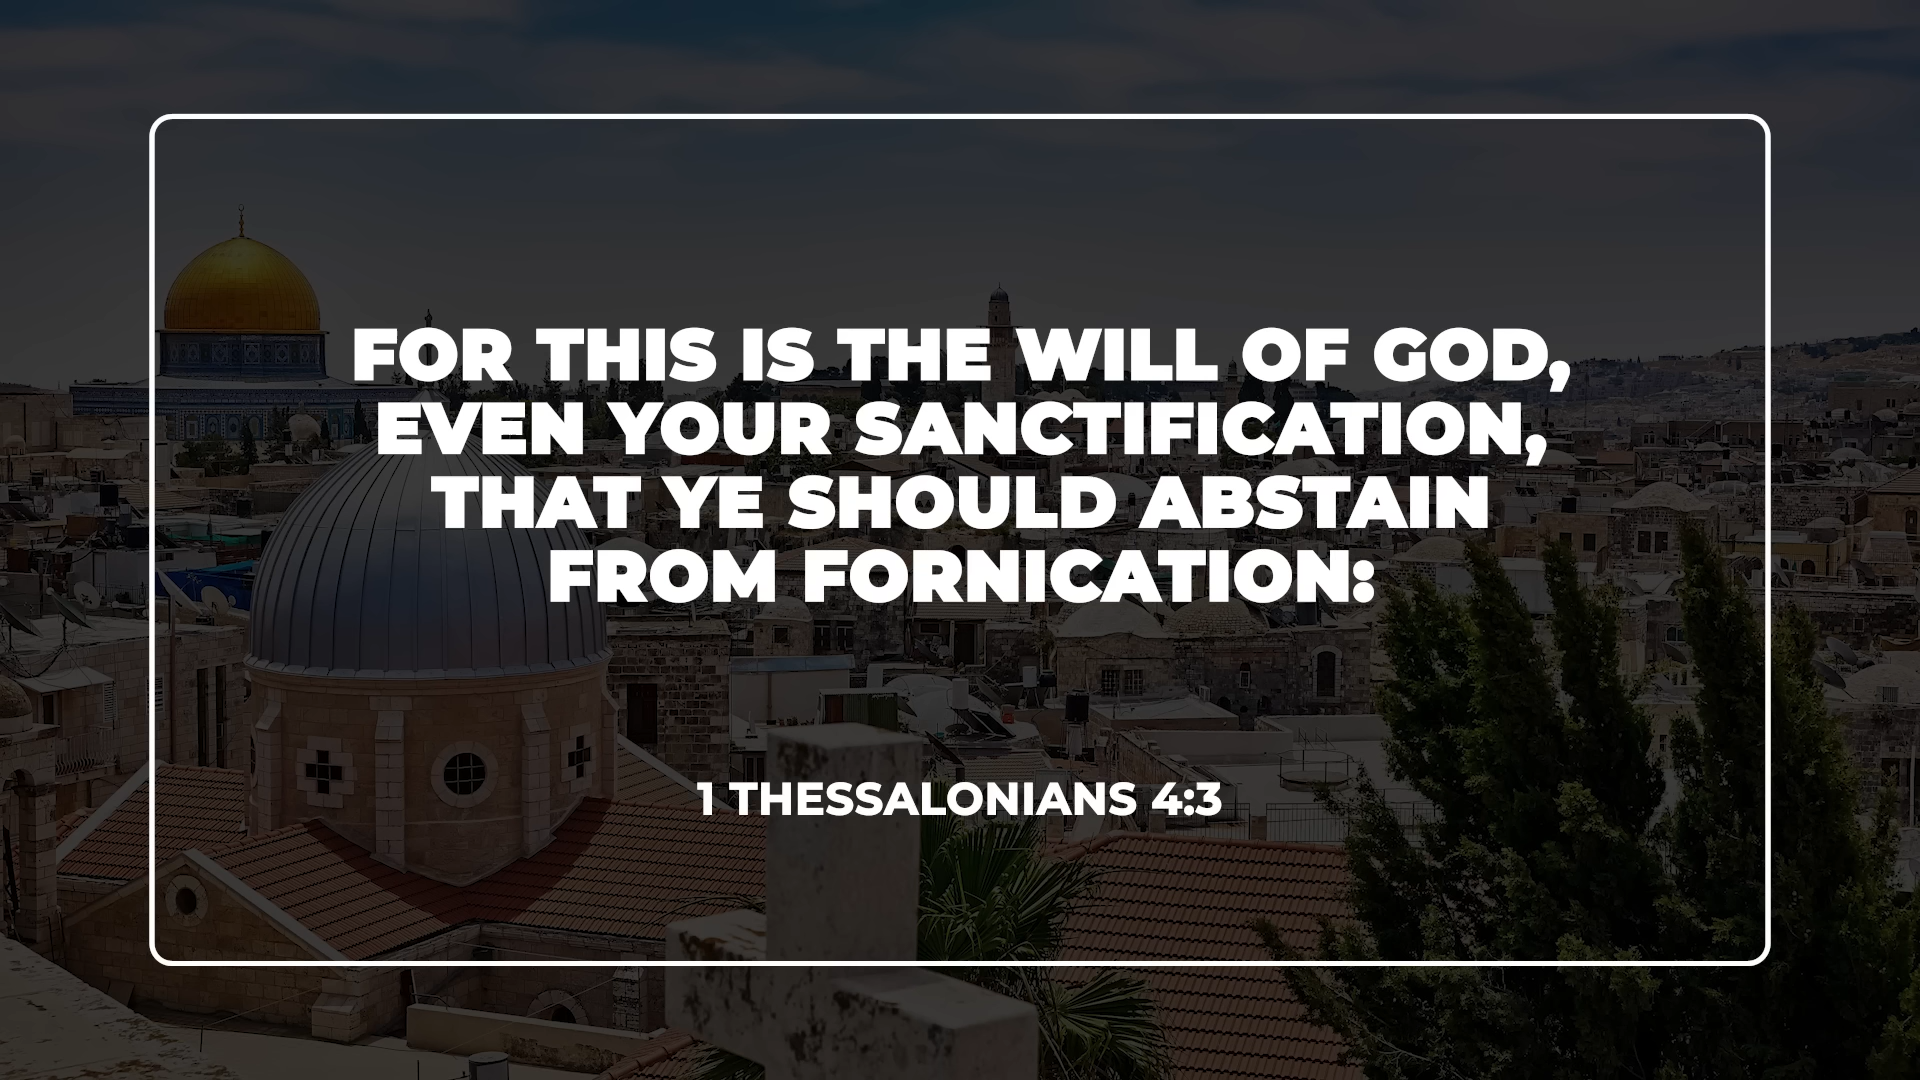 FOR THIS IS THE WILL OF GOD,
EVEN YOUR SANCTIFICATION,
THAT YE SHOULD ABSTAIN
FROM FORNICATION:
1 THESSALONIANS 4:3